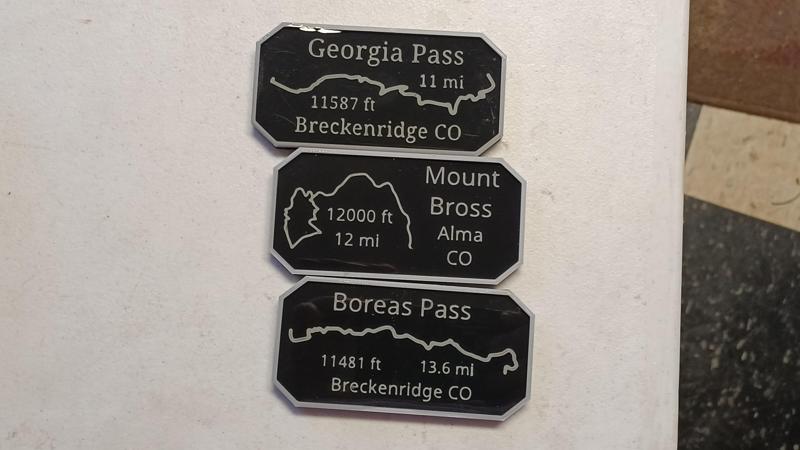 Georgia Pass
11 mi
11587 ft
Breckenridge CO
Mount
Bross
12000 ft
12 mi
Alma
CO
Boreas Pass
11481 ft 13.6 mi
Breckenridge CO